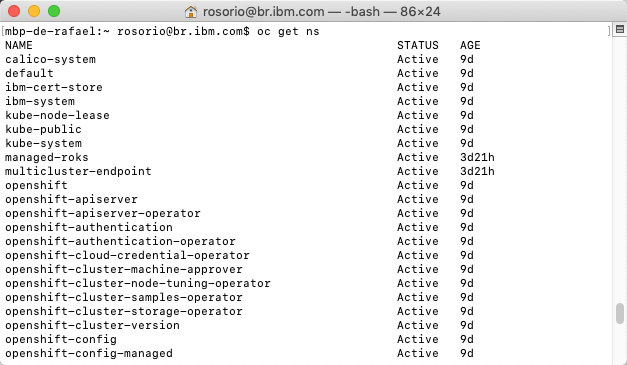 rosorio@br.ibm.com — -bash — 86×24
[mbp-de-rafael:~ rosorio@br.ibm.com$ oc get ns ]
NAME STATUS AGE
calico-system Active 9d
default Active 9d
ibm-cert-store Active 9d
ibm-system Active 9d
kube-node-lease Active 9d
kube-public Active 9d
kube-system Active 9d
managed-roks Active 3d21h
multicluster-endpoint Active 3d21h
openshift Active 9d
openshift-apiserver Active 9d
openshift-apiserver-operator Active 9d
openshift-authentication Active 9d
openshift-authentication-operator Active 9d
openshift-cloud-credential-operator Active 9d
openshift-cluster-machine-approver Active 9d
openshift-cluster-node-tuning-operator Active 9d
openshift-cluster-samples-operator Active 9d
openshift-cluster-storage-operator Active 9d
openshift-cluster-version Active 9d
openshift-config Active 9d
openshift-config-managed Active 9d